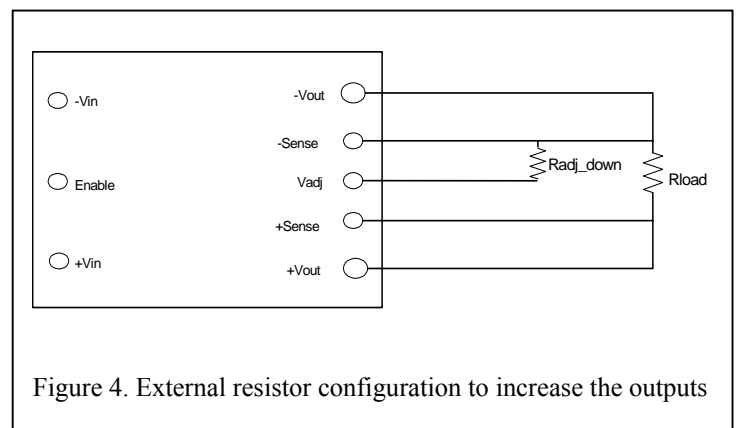 -Vin
Enable
+Vin
-Vout
-Sense
Vadj
+Sense
+Vout
Radj_down
Rload
Figure 4. External resistor configuration to increase the outputs